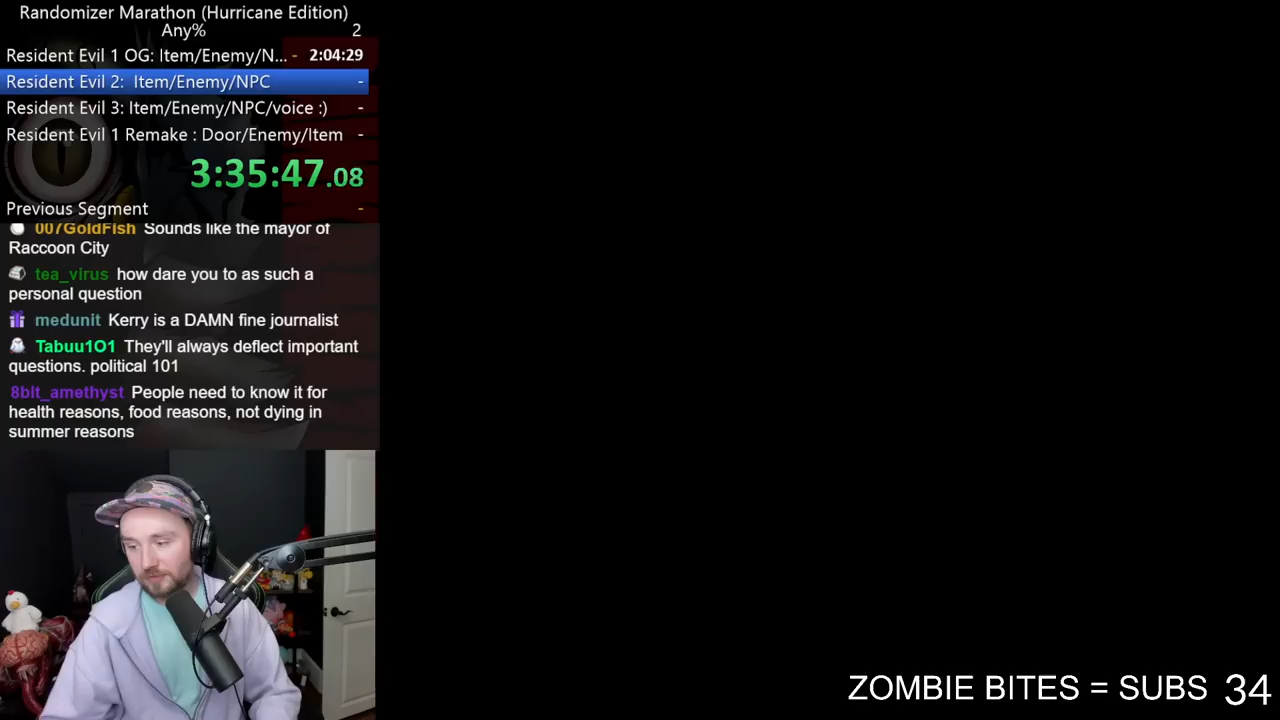 Randomizer Marathon (Hurricane Edition)
Any% 2
Resident Evil 1 OG: Item/Enemy/N... - 2:04:29
Resident Evil 2: Item/Enemy/NPC -
Resident Evil 3: Item/Enemy/NPC/voice :) -
Resident Evil 1 Remake : Door/Enemy/Item -
3:35:47.08
Previous Segment -
007GoldFish Sounds like the mayor of
Raccoon City
tea_virus how dare you to as such a
personal question
medunit Kerry is a DAMN fine journalist
Tabuu1O1 They'll always deflect important
questions. political 101
8blt_amethyst People need to know it for
health reasons, food reasons, not dying in
summer reasons
ZOMBIE BITES = SUBS 34